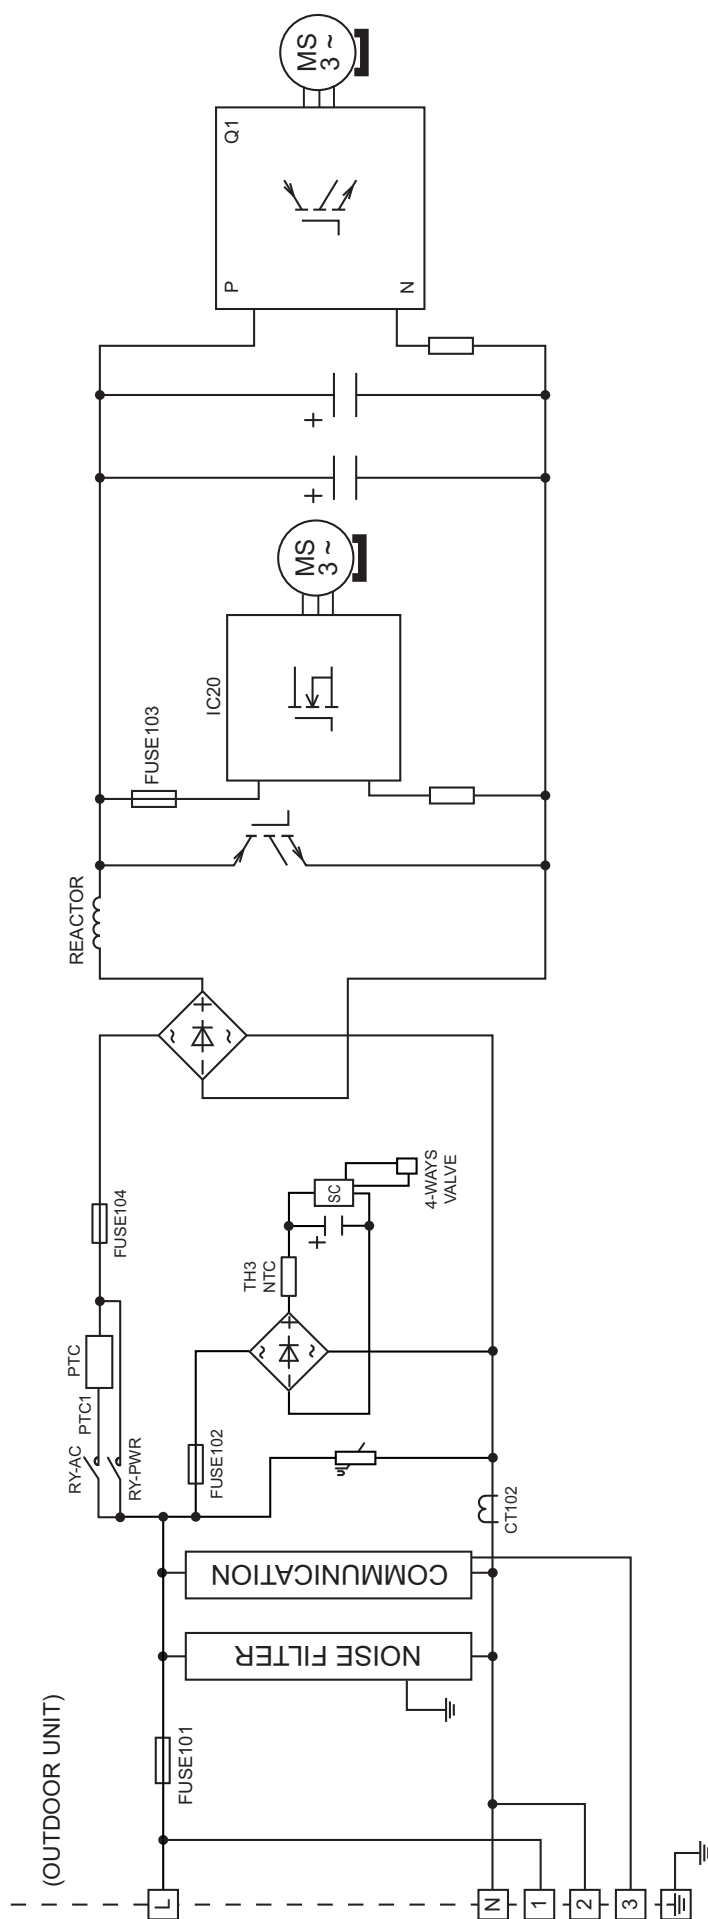 (OUTDOOR UNIT)
L
N
1
2
3
FUSE101
NOISE FILTER
COMMUNICATION
CT102
RY-AC
RY-PWR
PTC1
PTC
FUSE102
FUSE104
TH3
NTC
+
SC
4-WAYS
VALVE
~
+
−
~
~
+
−
~
REACTOR
FUSE103
IC20
MS
3 ~
+
+
P
N
Q1
MS
3 ~